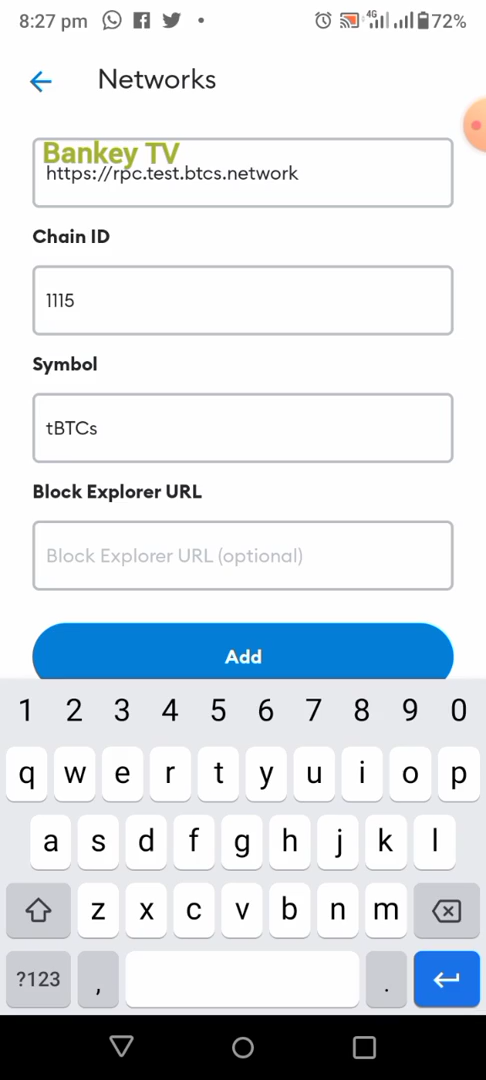 8:27 pm
4G
72%
Networks
Bankey TV
https://rpc.test.btcs.network
Chain ID
1115
Symbol
tBTCs
Block Explorer URL
Block Explorer URL (optional)
Add
1 2 3 4 5 6 7 8 9 0
q w e r t y u i o p
a s d f g h j k l
z x c v b n m
?123 , .